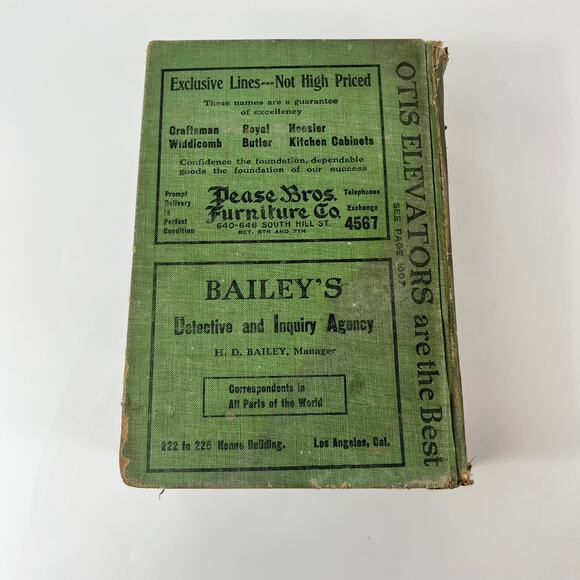 Exclusive Lines---Not High Priced
These names are a guarantee
of excellency
Craftsman Royal Hoosier
Widdicomb Butler Kitchen Cabinets
Confidence the foundation, dependable
goods the foundation of our success
Prompt
Delivery
in
Perfect
Condition
Pease Bros.
Furniture Co.
640-646 SOUTH HILL ST.
BET. 6TH AND 7TH
Telephones
Exchange
4567
BAILEY'S
Detective and Inquiry Agency
H. D. BAILEY, Manager
Correspondents in
All Parts of the World
222 to 226 Henne Building. Los Angeles, Cal.
OTIS ELEVATORS are the Best
SEE PAGE 1607